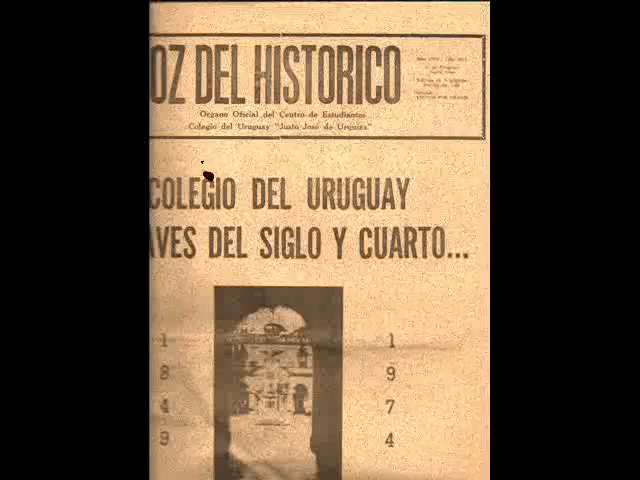 OZ DEL HISTORICO
Organo Oficial del Centro de Estudiantes
Colegio del Uruguay "Justo José de Urquiza"
COLEGIO DEL URUGUAY
AVES DEL SIGLO Y CUARTO...
1 1
8 9
4 7
9 4